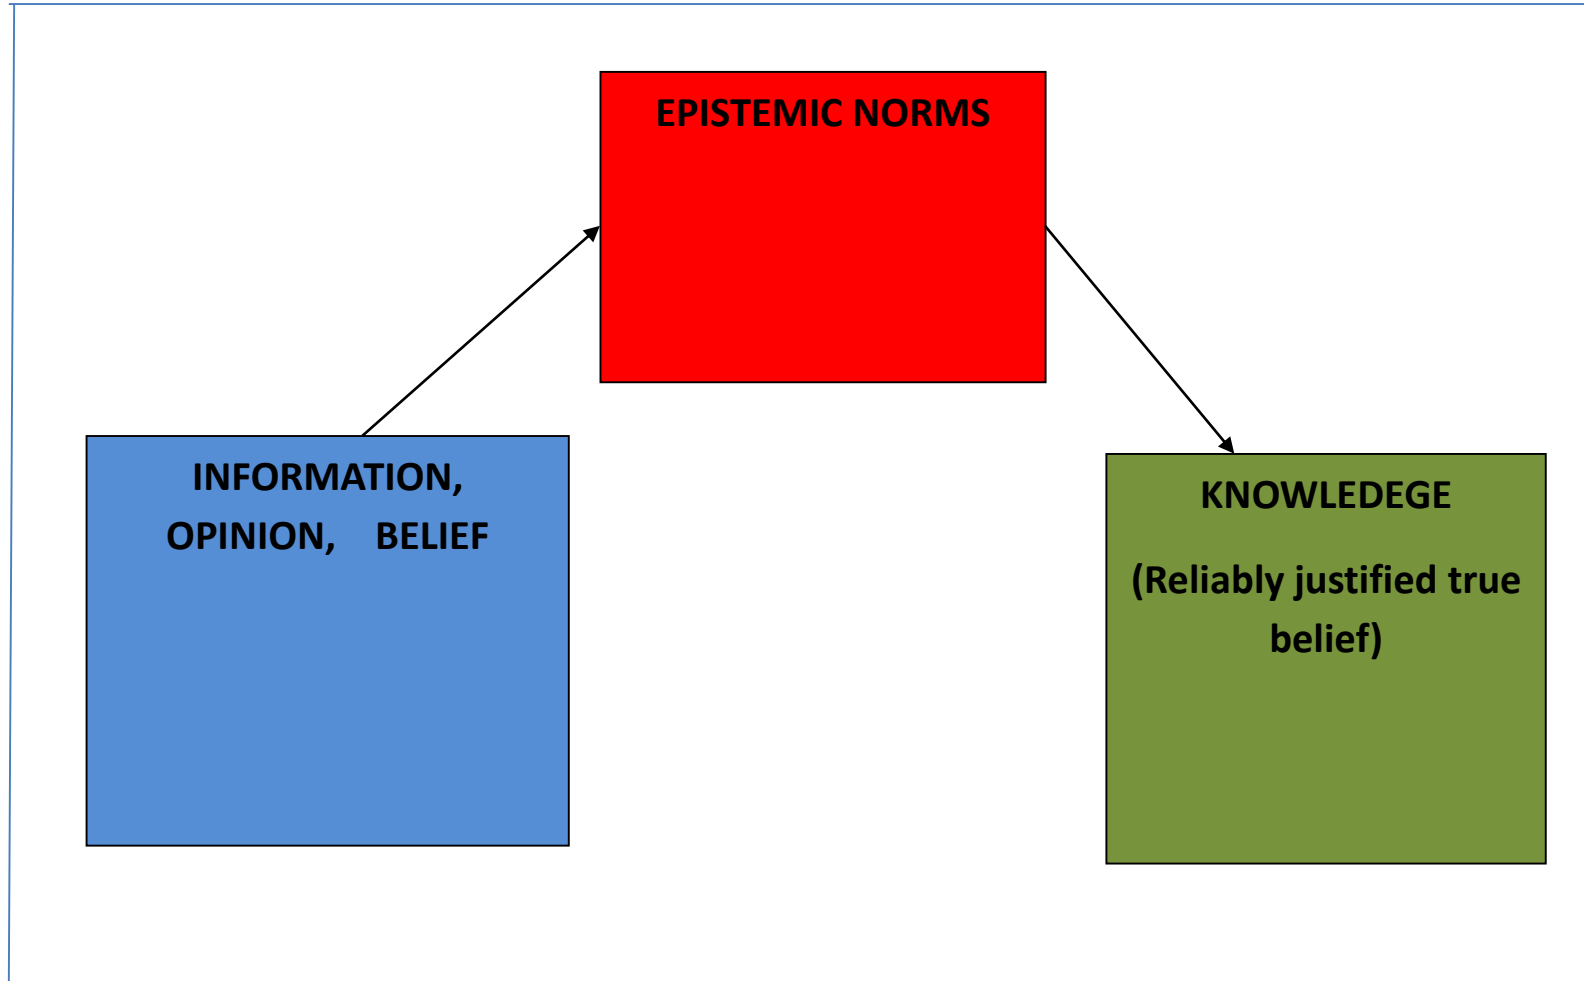 EPISTEMIC NORMS
INFORMATION,
OPINION, BELIEF
KNOWLEDEGE
(Reliably justified true
belief)